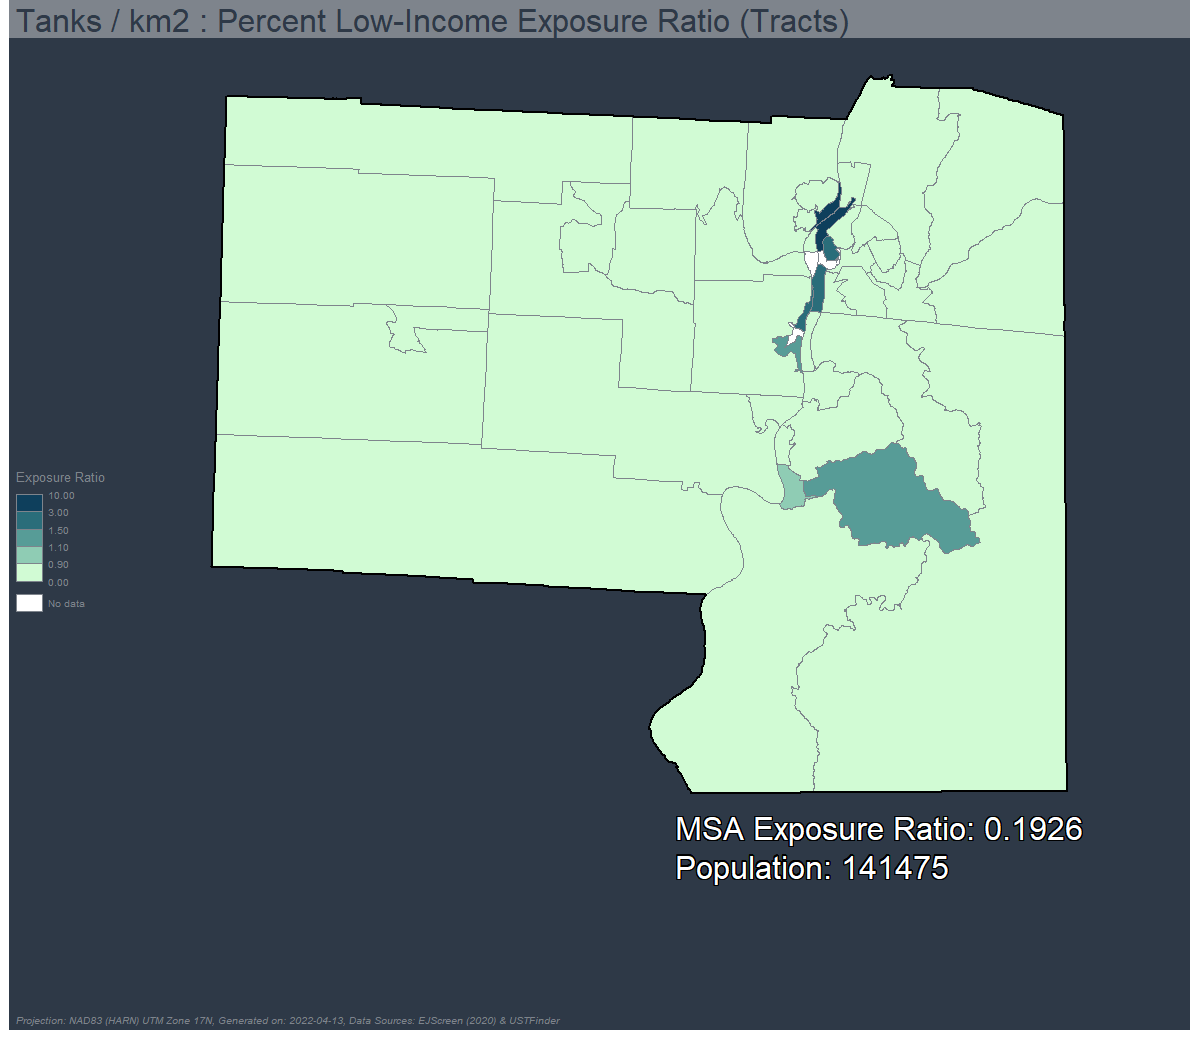 Tanks / km2 : Percent Low-Income Exposure Ratio (Tracts)
Exposure Ratio
10.00
3.00
1.50
1.10
0.90
0.00
No data
MSA Exposure Ratio: 0.1926
Population: 141475
Projection: NAD83 (HARN) UTM Zone 17N, Generated on: 2022-04-13, Data Sources: EJScreen (2020) & USTFinder